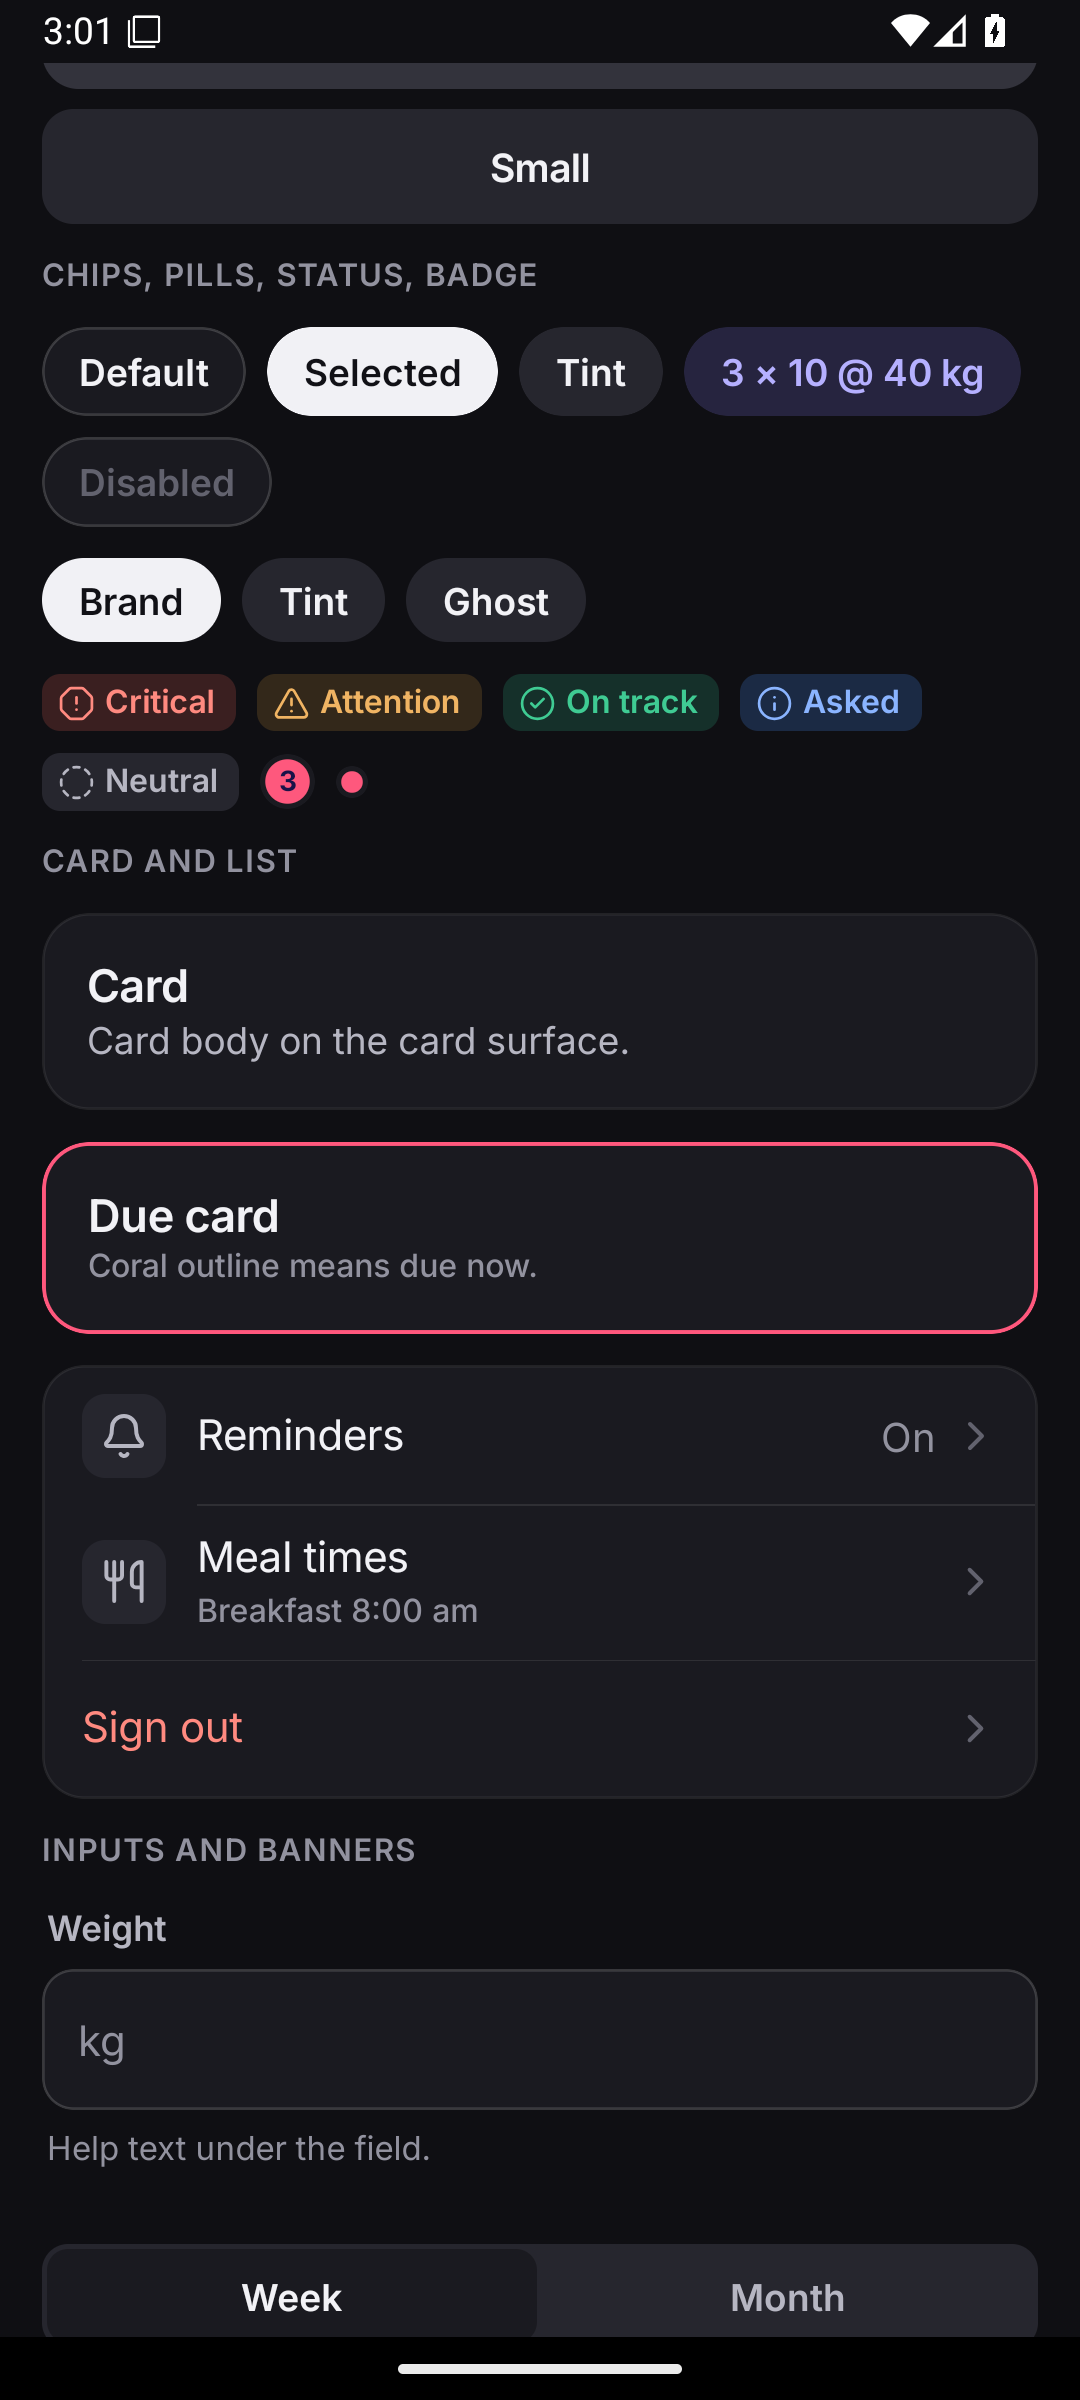 3:01
Small
CHIPS, PILLS, STATUS, BADGE
Default Selected Tint 3 × 10 @ 40 kg
Disabled
Brand Tint Ghost
Critical Attention On track Asked
Neutral 3
CARD AND LIST
Card
Card body on the card surface.
Due card
Coral outline means due now.
Reminders On
Meal times
Breakfast 8:00 am
Sign out
INPUTS AND BANNERS
Weight
kg
Help text under the field.
Week Month